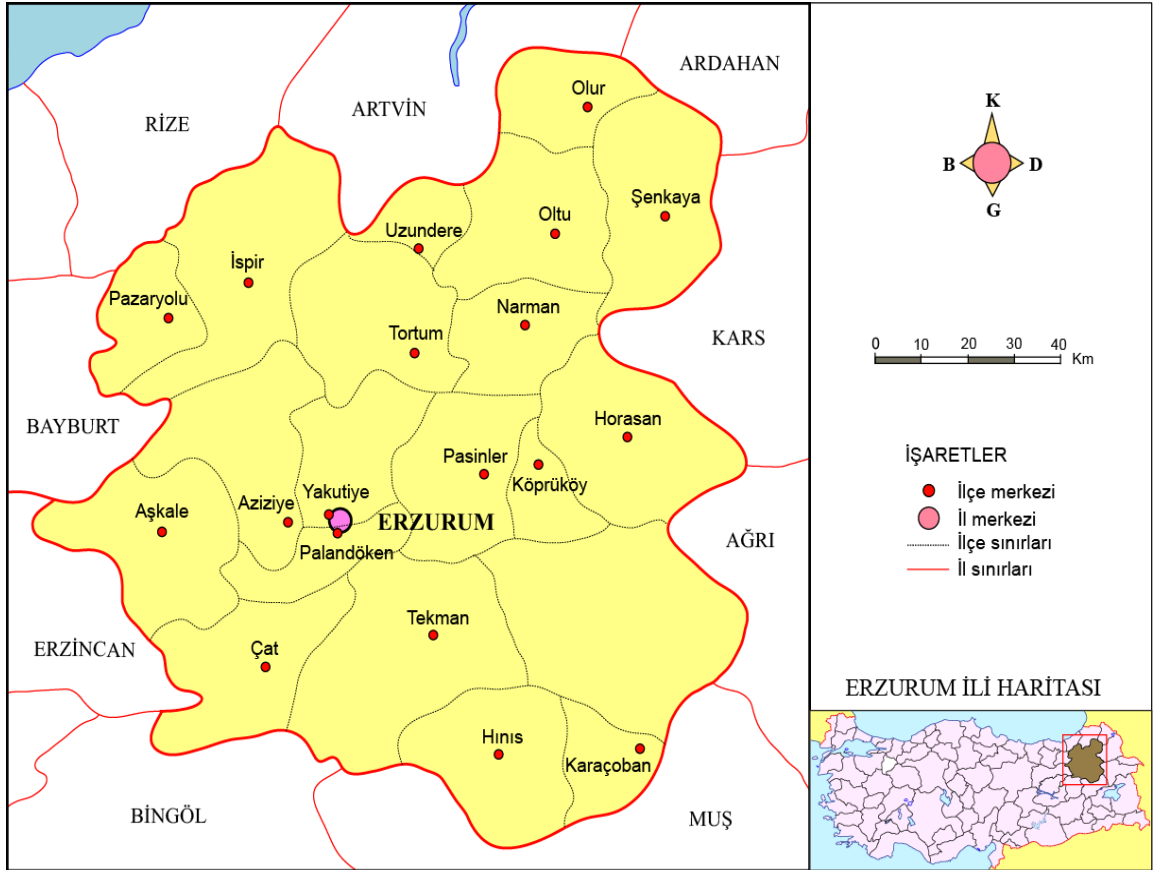 ARDAHAN
Olur
ARTVİN
RİZE
Şenkaya
Oltu
Uzundere
İspir
Pazaryolu
Narman
Tortum
KARS
BAYBURT
Horasan
Pasinler
Köprüköy
Yakutiye
Aziziye
Aşkale
ERZURUM
Palandöken
AĞRI
Tekman
ERZİNCAN
Çat
Hınıs
Karaçoban
BİNGÖL
MUŞ
K
B D
G
0 10 20 30 40
Km
İŞARETLER
İlçe merkezi
İl merkezi
İlçe sınırları
İl sınırları
ERZURUM İLİ HARİTASI